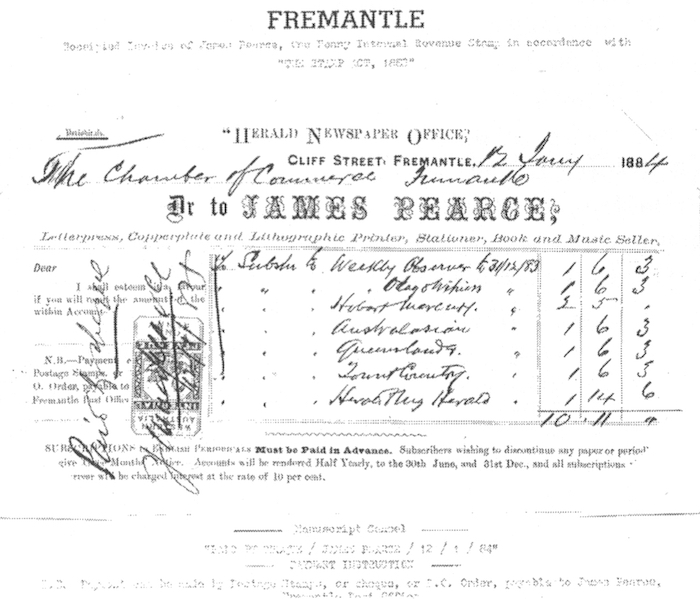 FREMANTLE
Receipted Invoice of James Pearce, One Penny Internal Revenue Stamp in accordance with
"THE STAMP ACT, 1882"
"HERALD NEWSPAPER OFFICE,"
CLIFF STREET, FREMANTLE, 12 Jany 1884
The Chamber of Commerce Fremantle
Dr to JAMES PEARCE,
Letterpress, Copperplate and Lithographic Printer, Stationer, Book and Music Seller,
Dear
I shall esteem it a favour
if you will remit the amount of the
within Account
N.B.—Payment
Postage Stamps, or
O. Order, payable to
Fremantle Post Office
To Subsn to Weekly Observer to 31/12/83 1 6 3
" " " Otago Witness " 1 6 3
" " Hobart Mercury " 2 5 "
" " Australasian 1 6 3
" " Queenslander " 1 6 3
" " Town & Country " 1 6 3
" " Herald " 1 14 6
10 11 "
SUBSCRIPTIONS to ENGLISH PERIODICALS Must be Paid in Advance. Subscribers wishing to discontinue any paper or period
give Three Months' Notice. Accounts will be rendered Half Yearly, to the 30th June, and 31st Dec., and all subscriptions
will be charged interest at the rate of 10 per cent.
Paid cheque
Manuscript Cancel
"PAID BY CHEQUE / JAMES PEARCE / 12 / 1 / 84"
PAYMENT INSTRUCTION
N.B. Payment can be made by Postage Stamps, or cheque, or P.O. Order, payable to James Pearce,
Fremantle Post Office